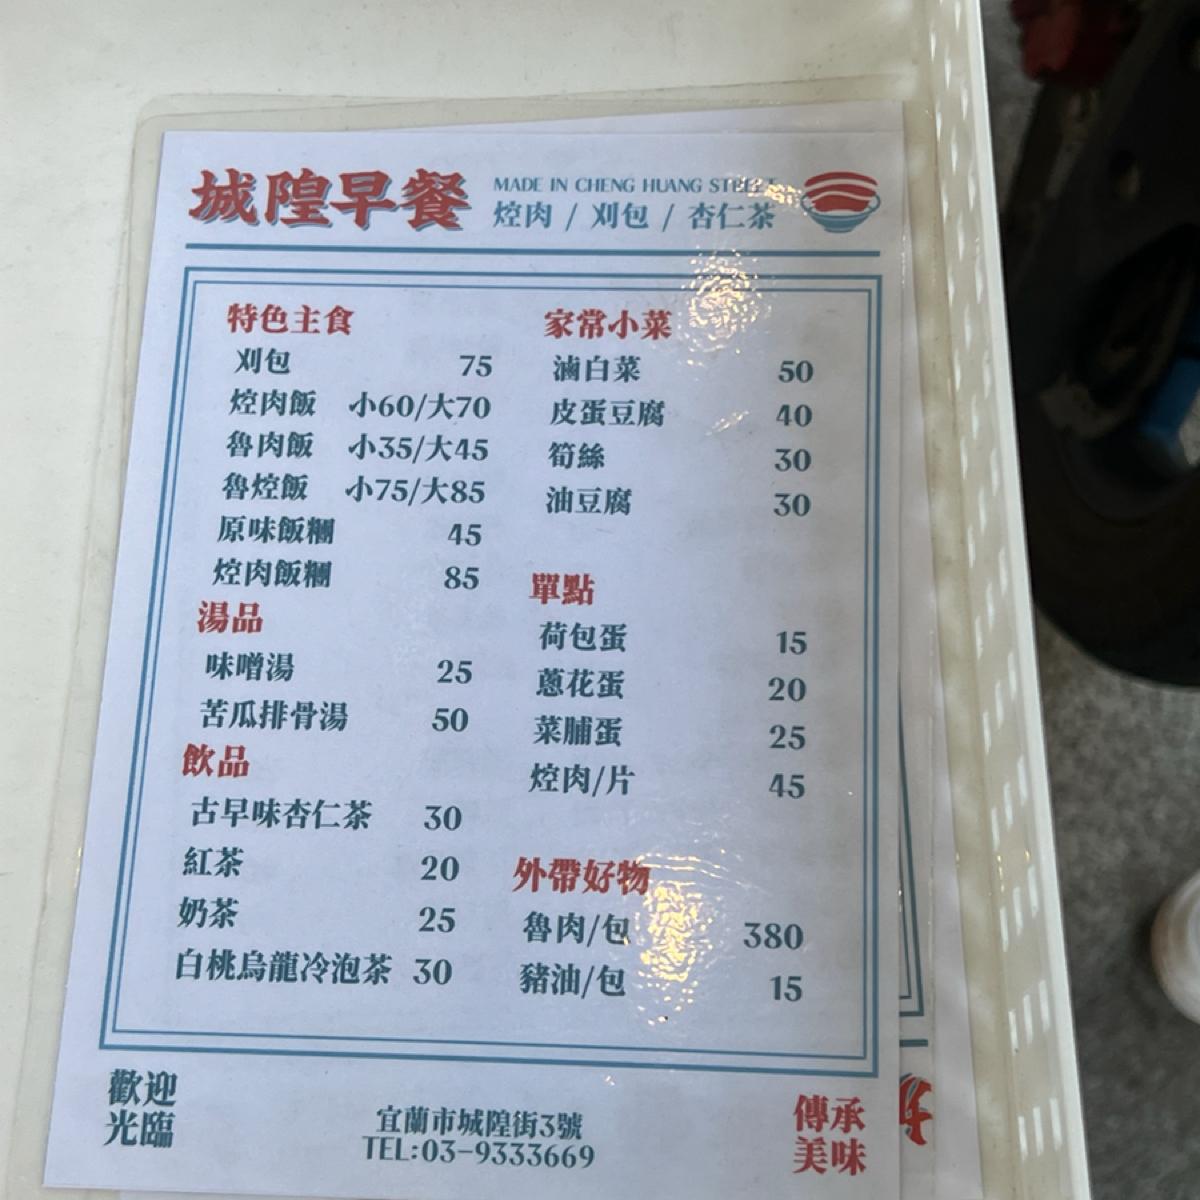 城隍早餐
MADE IN CHENG HUANG STREET
焢肉 / 刈包 / 杏仁茶
特色主食
刈包 75
焢肉飯 小60/大70
魯肉飯 小35/大45
魯焢飯 小75/大85
原味飯糰 45
焢肉飯糰 85
湯品
味噌湯 25
苦瓜排骨湯 50
飲品
古早味杏仁茶 30
紅茶 20
奶茶 25
白桃烏龍冷泡茶 30
家常小菜
滷白菜 50
皮蛋豆腐 40
筍絲 30
油豆腐 30
單點
荷包蛋 15
蔥花蛋 20
菜脯蛋 25
焢肉/片 45
外帶好物
魯肉/包 380
豬油/包 15
歡迎
光臨
宜蘭市城隍街3號
TEL:03-9333669
傳承
美味